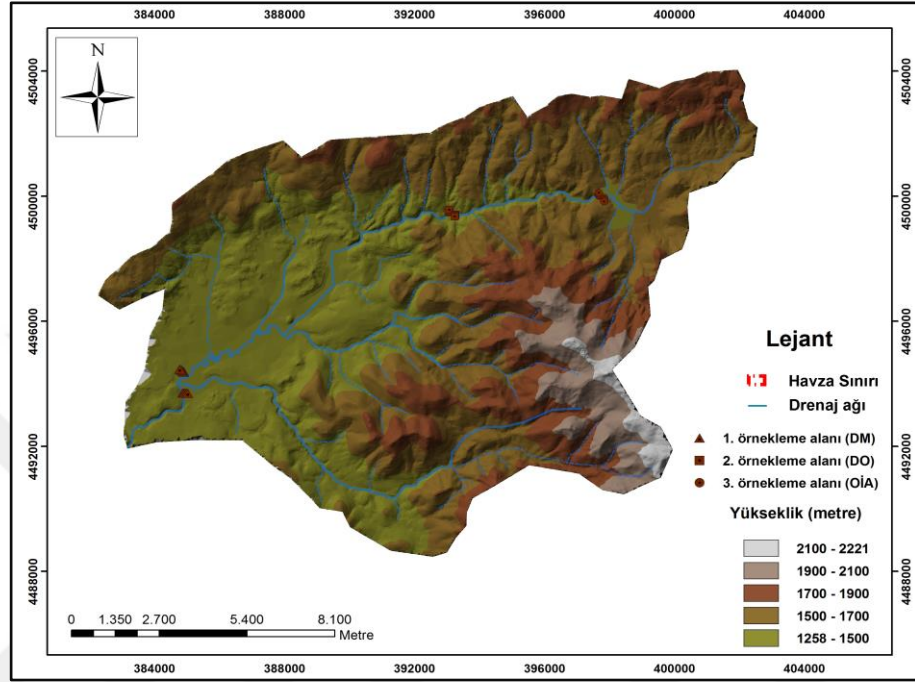 384000 388000 392000 396000 400000 404000
N
4504000 4504000
4500000 4500000
4496000 4496000
4492000 4492000
4488000 4488000
Lejant
Havza Sınırı
Drenaj ağı
1. örnekleme alanı (DM)
2. örnekleme alanı (DO)
3. örnekleme alanı (OİA)
Yükseklik (metre)
2100 - 2221
1900 - 2100
1700 - 1900
1500 - 1700
1258 - 1500
0 1.350 2.700 5.400 8.100
Metre
384000 388000 392000 396000 400000 404000